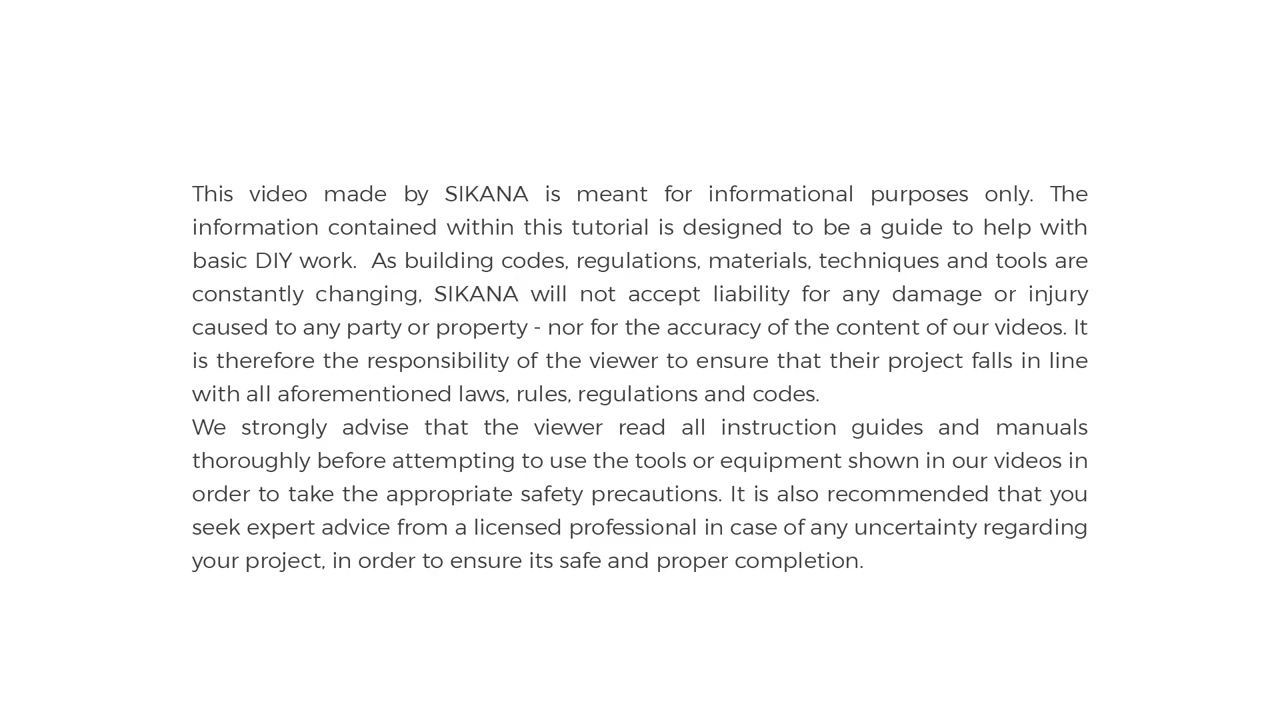 This video made by SIKANA is meant for informational purposes only. The
information contained within this tutorial is designed to be a guide to help with
basic DIY work.  As building codes, regulations, materials, techniques and tools are
constantly changing, SIKANA will not accept liability for any damage or injury
caused to any party or property - nor for the accuracy of the content of our videos. It
is therefore the responsibility of the viewer to ensure that their project falls in line
with all aforementioned laws, rules, regulations and codes.
We strongly advise that the viewer read all instruction guides and manuals
thoroughly before attempting to use the tools or equipment shown in our videos in
order to take the appropriate safety precautions. It is also recommended that you
seek expert advice from a licensed professional in case of any uncertainty regarding
your project, in order to ensure its safe and proper completion.